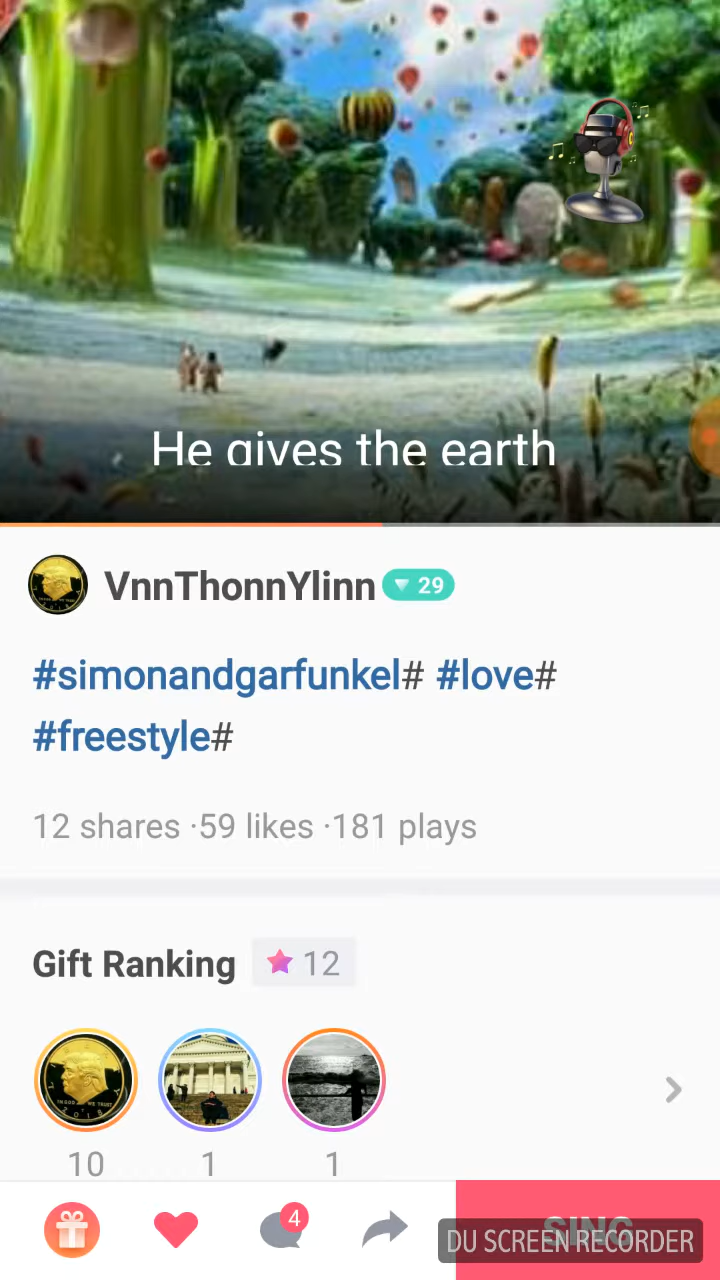 He gives the earth
VnnThonnYlinn 29
#simonandgarfunkel# #love#
#freestyle#
12 shares ·59 likes ·181 plays
Gift Ranking 12
10 1 1
4
SING
DU SCREEN RECORDER